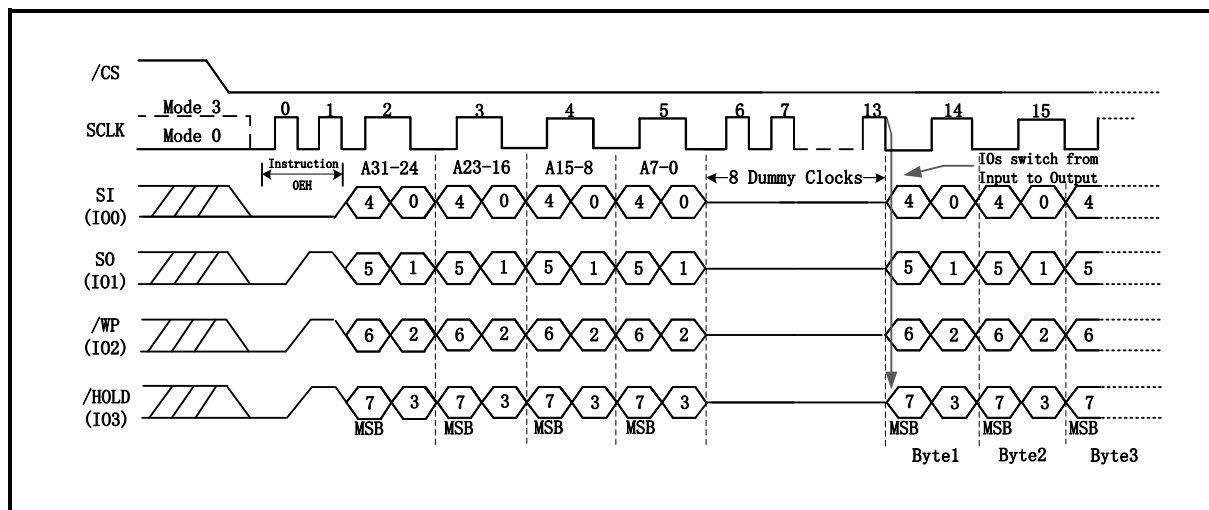 /CS
Mode 3
0 1 2 3 4 5 6 7 13 14 15
SCLK
Mode 0
Instruction
0EH
A31-24 A23-16 A15-8 A7-0
8 Dummy Clocks
IOs switch from
Input to Output
SI
(IO0)
4 0 4 0 4 0 4 0 4 0 4 0 4
SO
(IO1)
5 1 5 1 5 1 5 1 5 1 5 1 5
/WP
(IO2)
6 2 6 2 6 2 6 2 6 2 6 2 6
/HOLD
(IO3)
7 3 7 3 7 3 7 3 7 3 7 3 7
MSB MSB MSB MSB MSB MSB MSB
Byte1 Byte2 Byte3